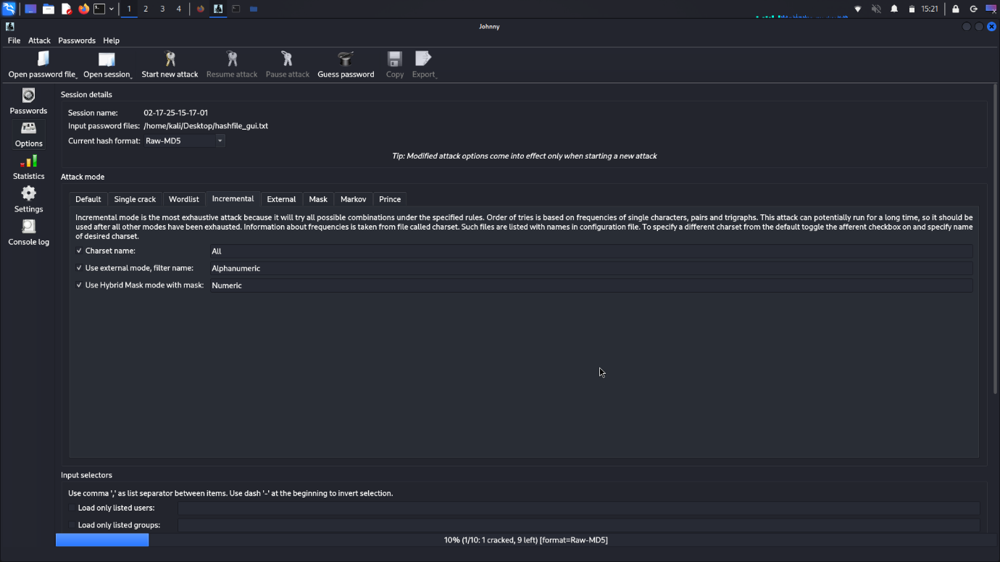 1 2 3 4 15:21
Johnny
File Attack Passwords Help
Open password file Open session Start new attack Resume attack Pause attack Guess password Copy Export
Passwords
Options
Statistics
Settings
Console log
Session details
Session name: 02-17-25-15-17-01
Input password files: /home/kali/Desktop/hashfile_gui.txt
Current hash format: Raw-MD5
Tip: Modified attack options come into effect only when starting a new attack
Attack mode
Default Single crack Wordlist Incremental External Mask Markov Prince
Incremental mode is the most exhaustive attack because it will try all possible combinations under the specified rules. Order of tries is based on frequencies of single characters, pairs and trigraphs. This attack can potentially run for a long time, so it should be
used after all other modes have been exhausted. Information about frequencies is taken from file called charset. Such files are listed with names in configuration file. To specify a different charset from the default toggle the afferent checkbox on and specify name
of desired charset.
Charset name: All
Use external mode, filter name: Alphanumeric
Use Hybrid Mask mode with mask: Numeric
Input selectors
Use comma ',' as list separator between items. Use dash '-' at the beginning to invert selection.
Load only listed users:
Load only listed groups:
10% (1/10: 1 cracked, 9 left) [format=Raw-MD5]